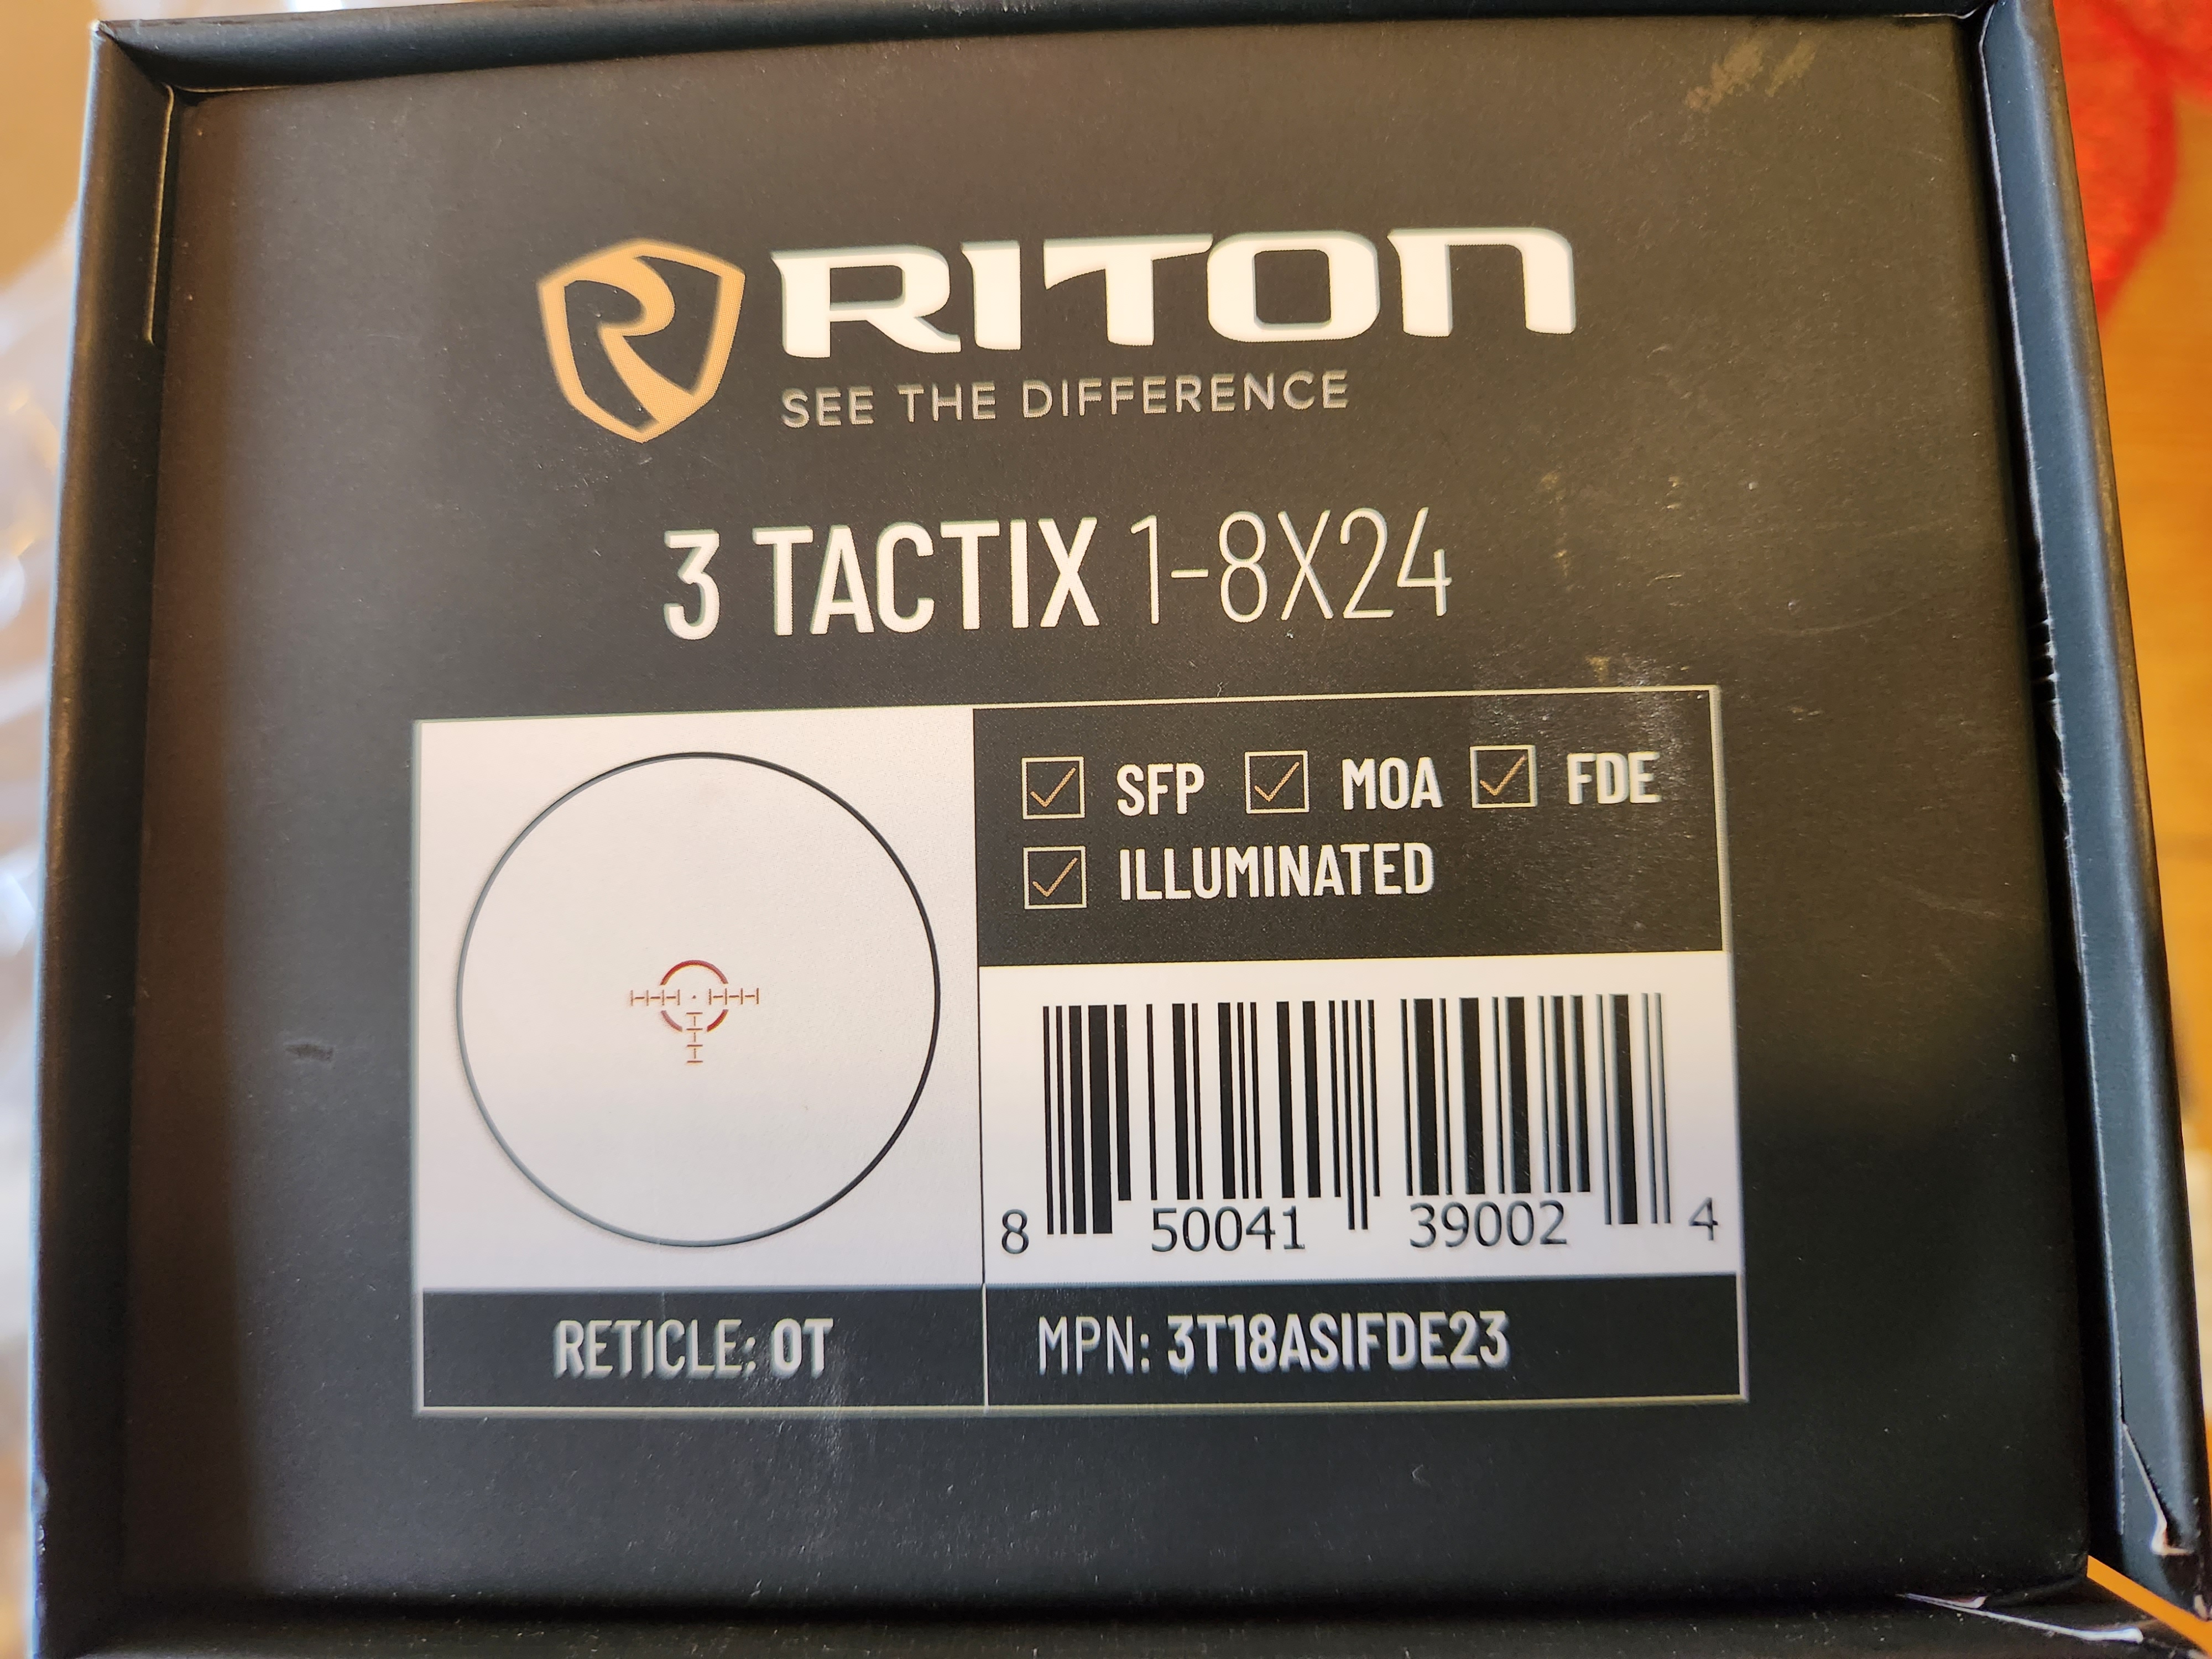 RITON
SEE THE DIFFERENCE
3 TACTIX 1-8X24
SFP MOA FDE
ILLUMINATED
8 50041 39002 4
RETICLE: OT
MPN: 3T18ASIFDE23